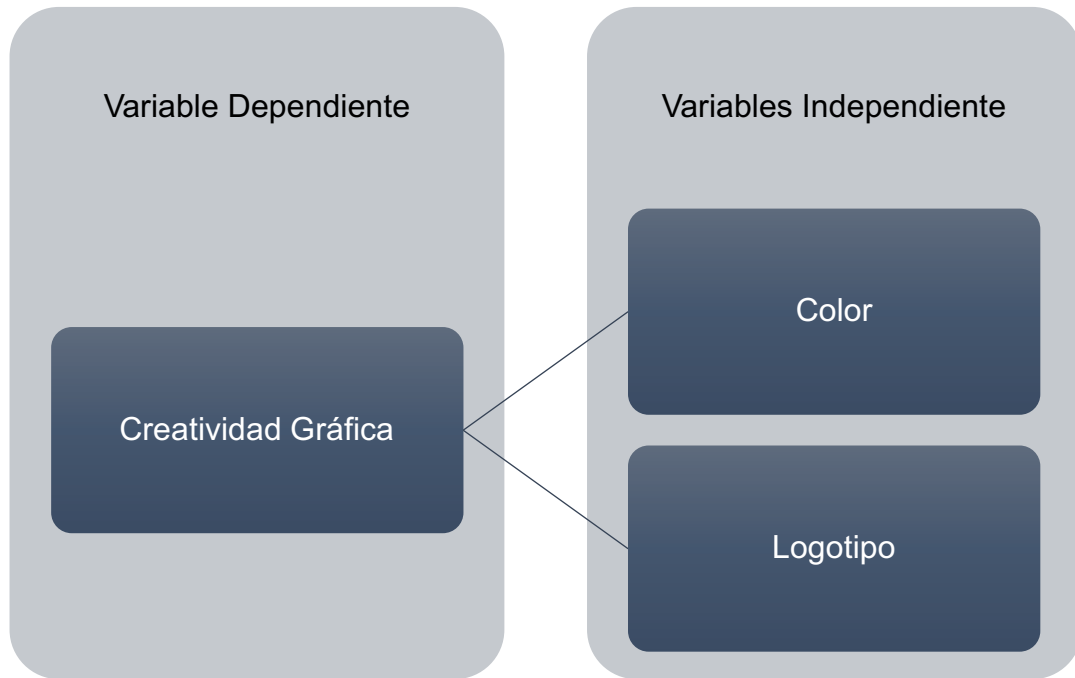 Variable Dependiente
Variables Independiente
Color
Creatividad Gráfica
Logotipo